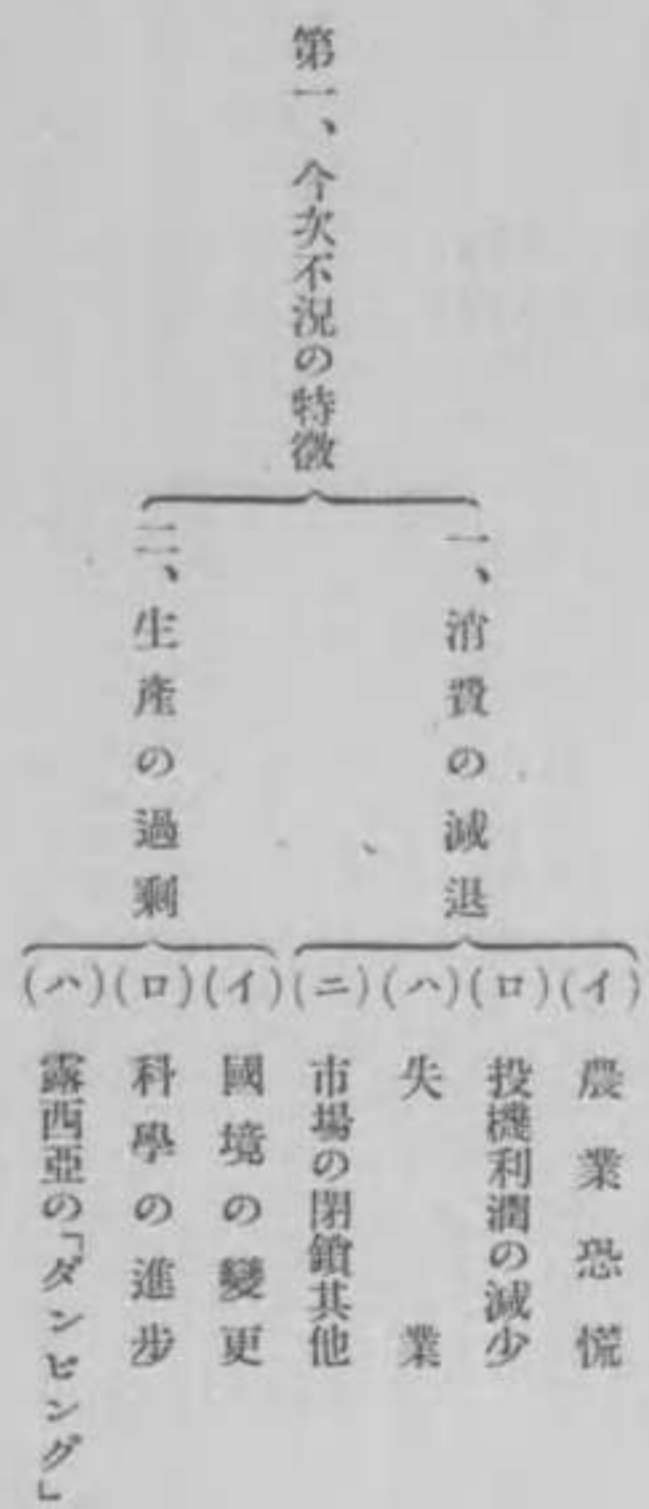 第一、今次不況の特徴
一、消費の減退
(イ)農業恐慌
(ロ)投機利潤の減少
(ハ)失業
(ニ)市場の閉鎖其他
二、生產の過剩
(イ)國境の變更
(ロ)科學の進步
(ハ)露西亞の「ダンピング」